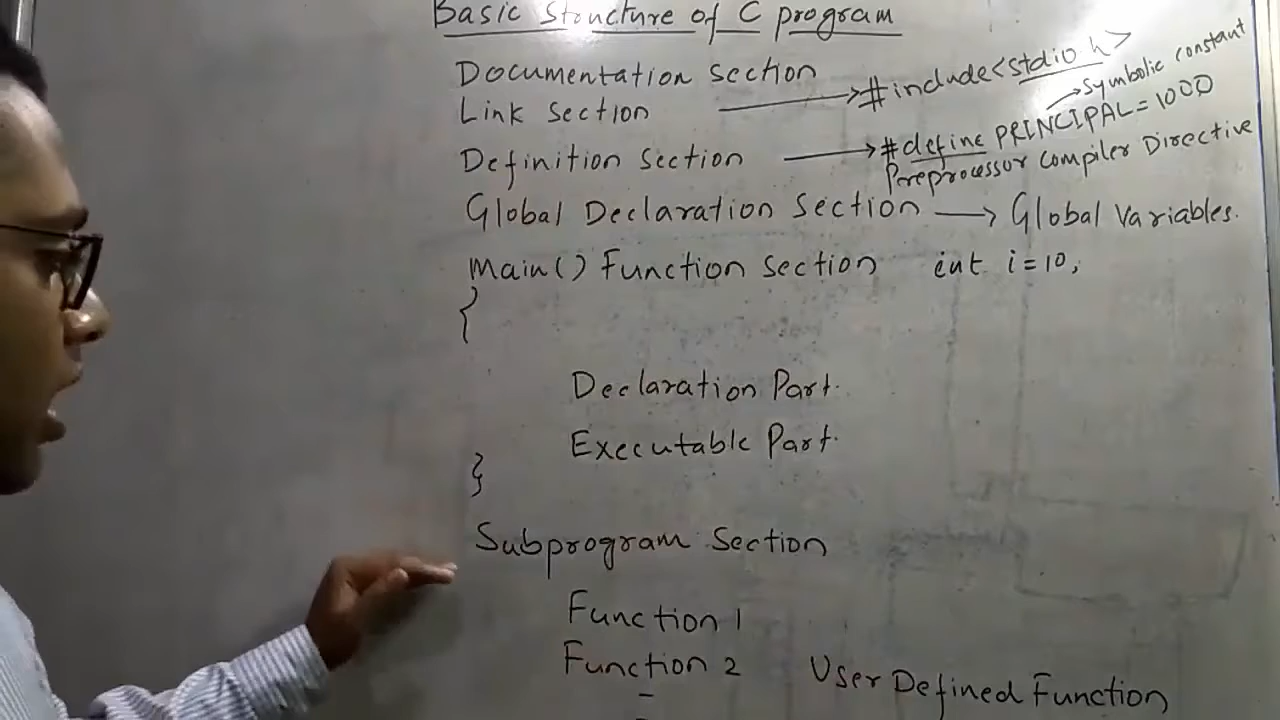 Basic Structure of C program
Documentation section
Link section → #include<stdio.h>
Symbolic constant
Definition section → #define PRINCIPAL=1000
Preprocessor Compiler Directive
Global Declaration section → Global Variables.
Main() Function section int i=10;
{
Declaration Part.
Executable Part.
}
Subprogram Section
Function 1
Function 2 User Defined Function
-